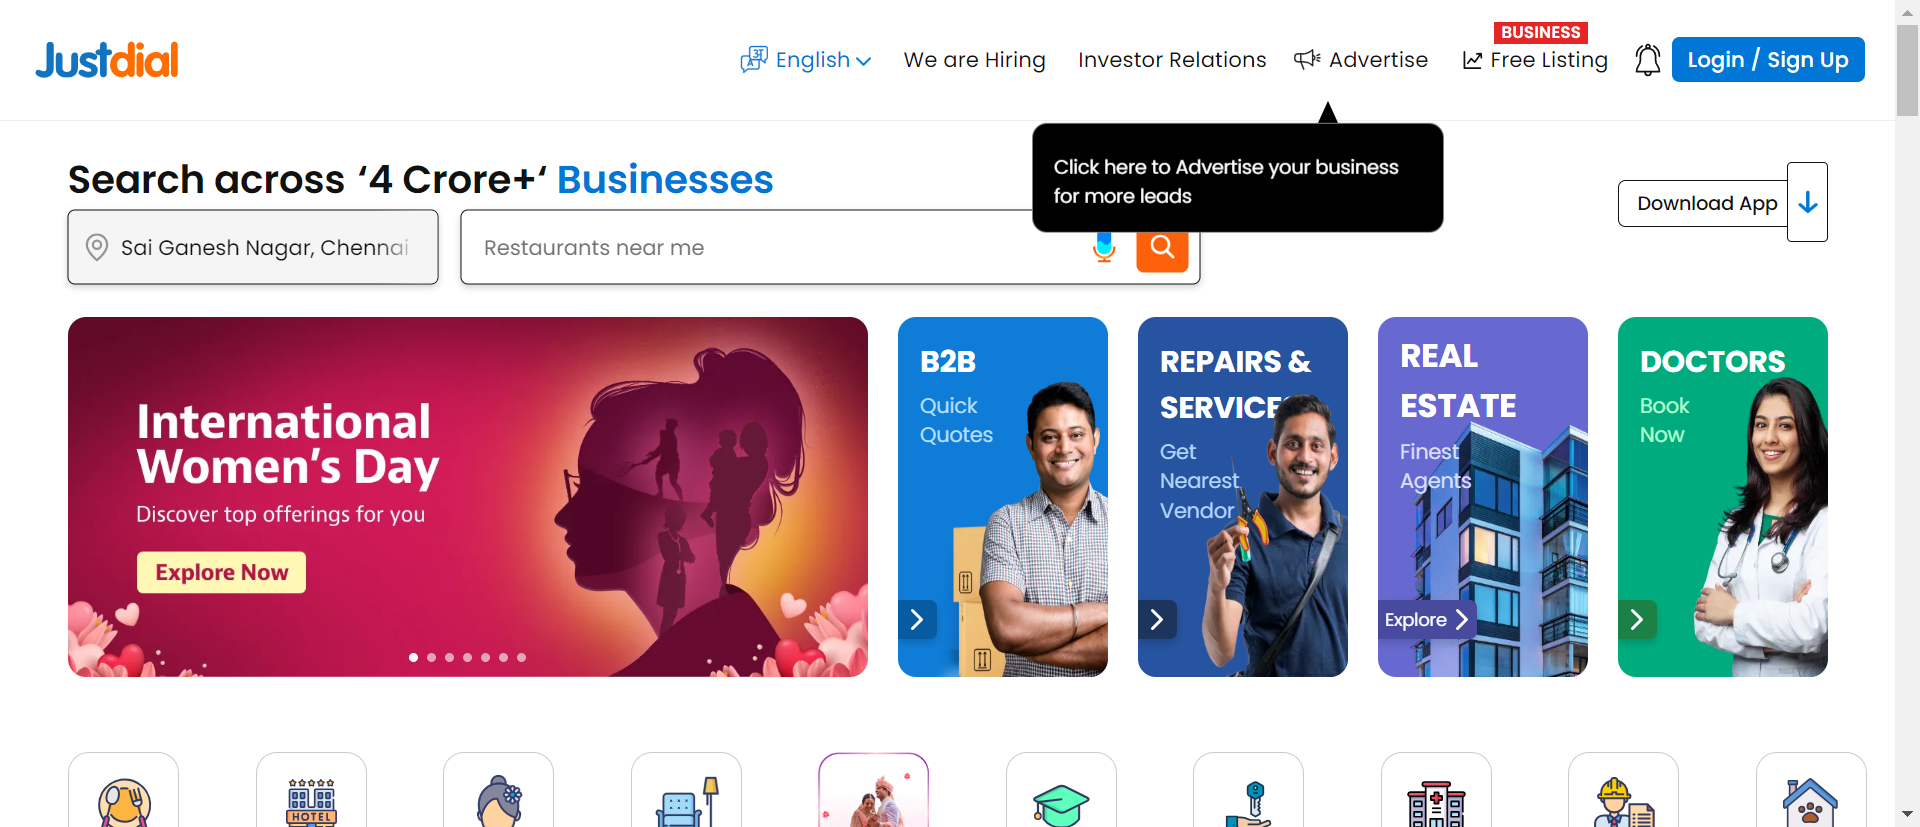 Justdial
English
We are Hiring
Investor Relations
Advertise
BUSINESS
Free Listing
Login / Sign Up
Click here to Advertise your business
for more leads
Search across ‘4 Crore+‘ Businesses
Download App
Sai Ganesh Nagar, Chennai
Restaurants near me
International
Women's Day
Discover top offerings for you
Explore Now
B2B
Quick
Quotes
REPAIRS &
SERVICES
Get
Nearest
Vendor
REAL
ESTATE
Finest
Agents
Explore
DOCTORS
Book
Now
HOTEL